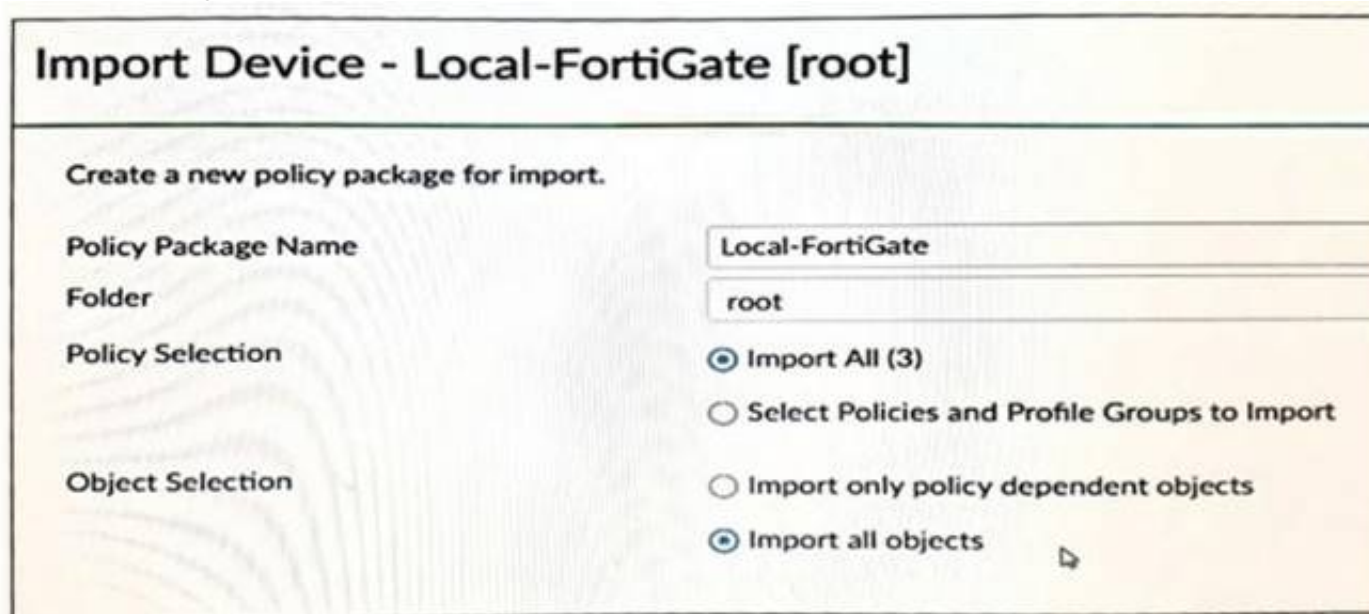 Import Device - Local-FortiGate [root]
Create a new policy package for import.
Policy Package Name Local-FortiGate
Folder root
Policy Selection Import All (3)
Select Policies and Profile Groups to Import
Object Selection Import only policy dependent objects
Import all objects